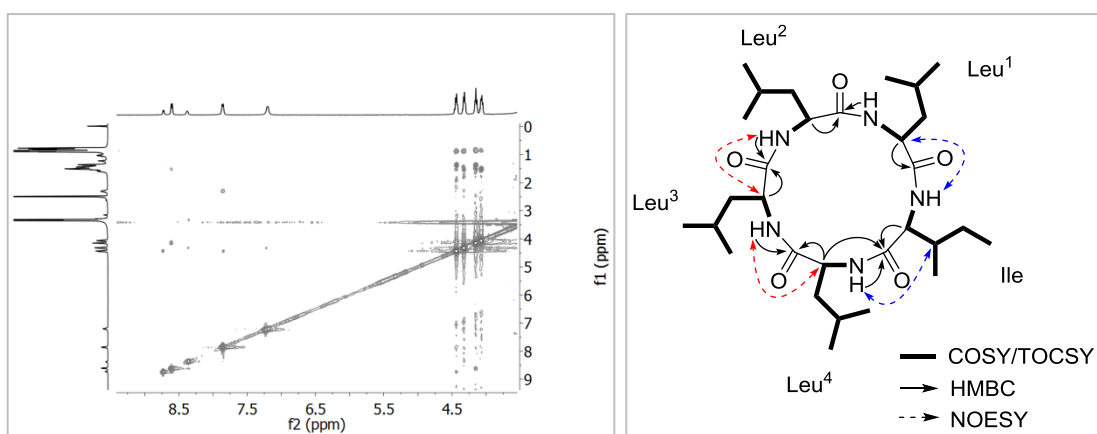 0
1
2
3
4
5
6
7
8
9
f1 (ppm)
8.5 7.5 6.5 5.5 4.5
f2 (ppm)
Leu2
Leu1
O
H
N
N
HN
O
O
Leu3
NH
HN
O
N
H
O
Ile
Leu4
COSY/TOCSY
HMBC
NOESY